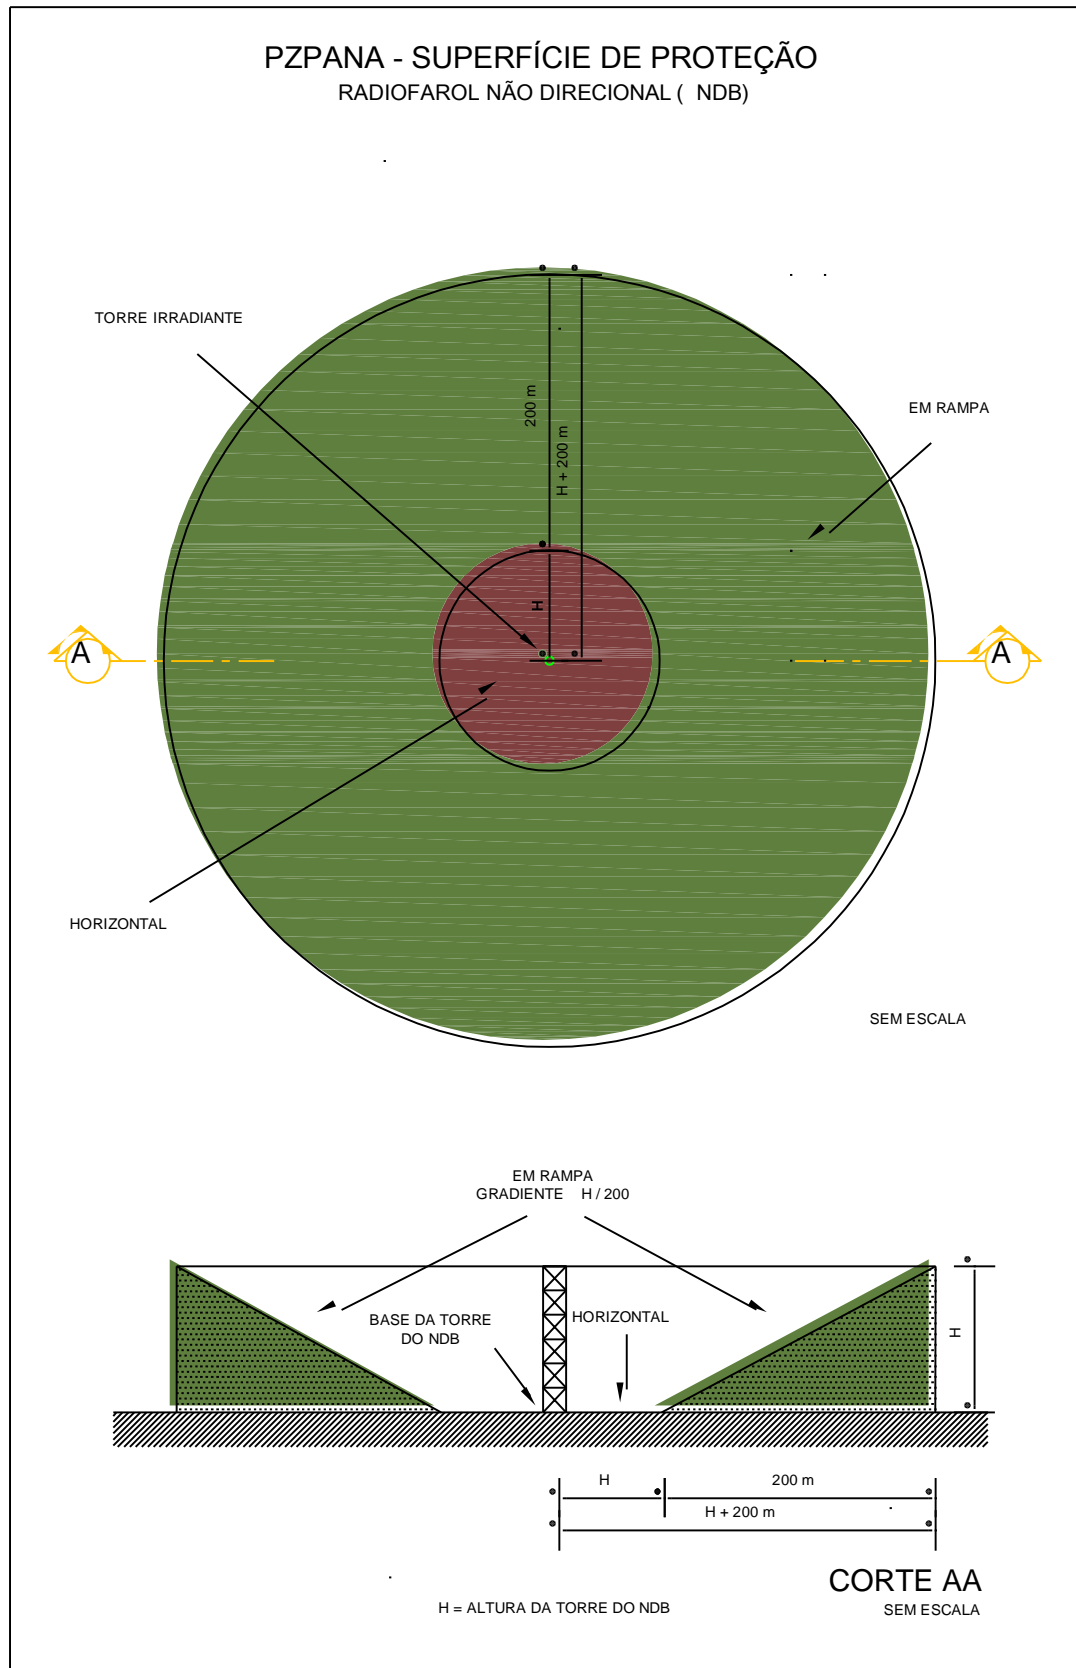 PZPANA - SUPERFÍCIE DE PROTEÇÃO
RADIOFAROL NÃO DIRECIONAL ( NDB)
TORRE IRRADIANTE
200 m
H + 200 m
EM RAMPA
H
A
A
HORIZONTAL
SEM ESCALA
EM RAMPA
GRADIENTE H / 200
BASE DA TORRE
DO NDB
HORIZONTAL
H
H
200 m
H + 200 m
CORTE AA
SEM ESCALA
H = ALTURA DA TORRE DO NDB